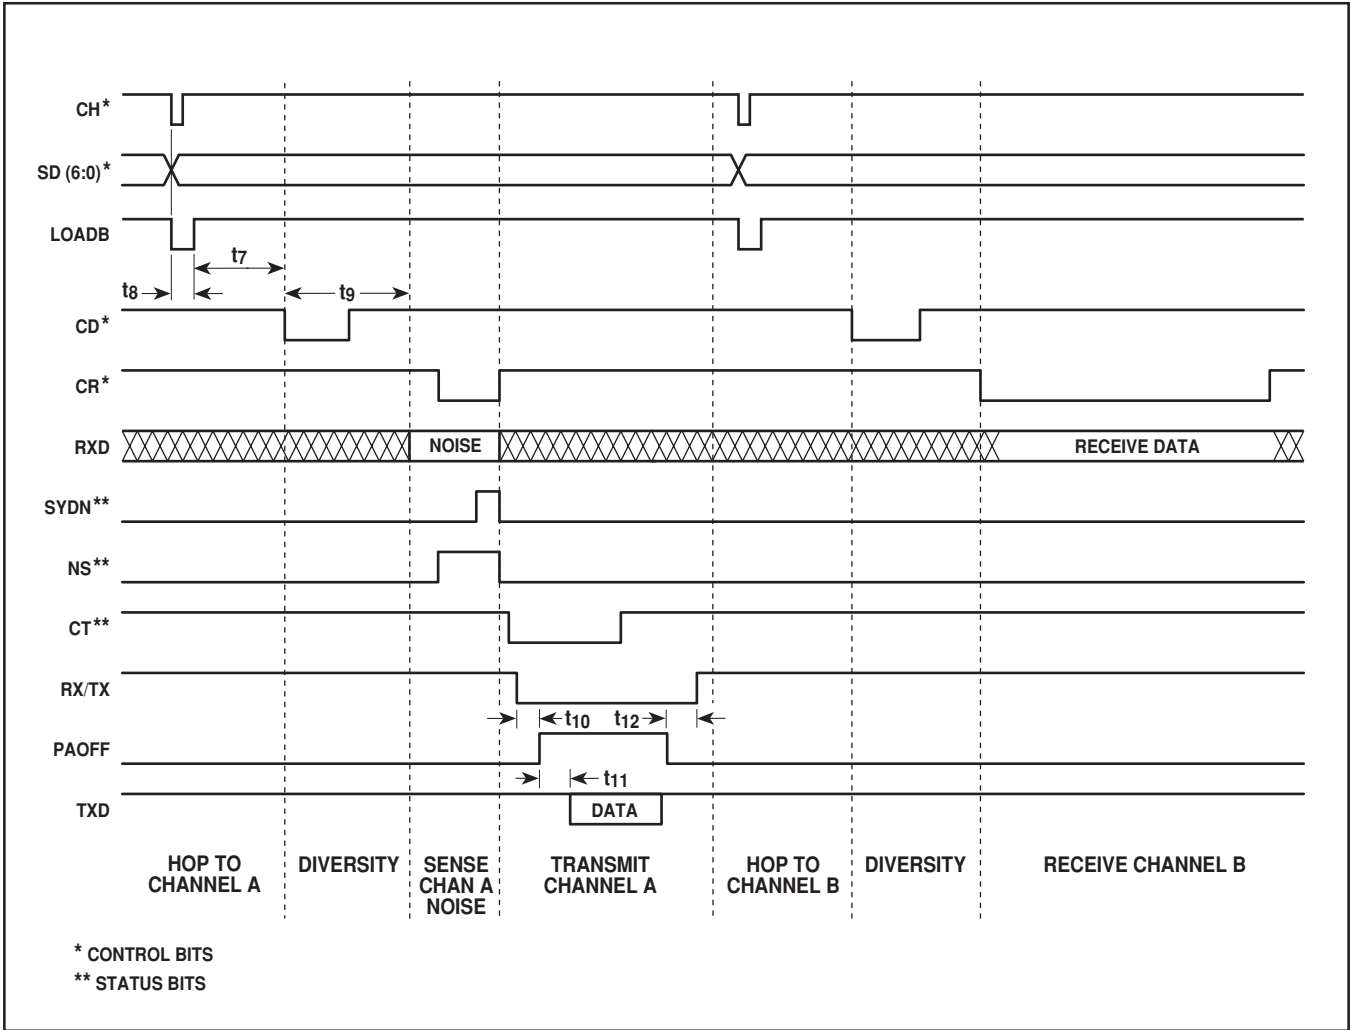 CH*
SD (6:0)*
LOADB
t7
t8
t9
CD*
CR*
RXD
NOISE
RECEIVE DATA
SYDN**
NS**
CT**
RX/TX
t10
t12
PAOFF
t11
TXD
DATA
HOP TO
CHANNEL A
DIVERSITY
SENSE
CHAN A
NOISE
TRANSMIT
CHANNEL A
HOP TO
CHANNEL B
DIVERSITY
RECEIVE CHANNEL B
* CONTROL BITS
** STATUS BITS